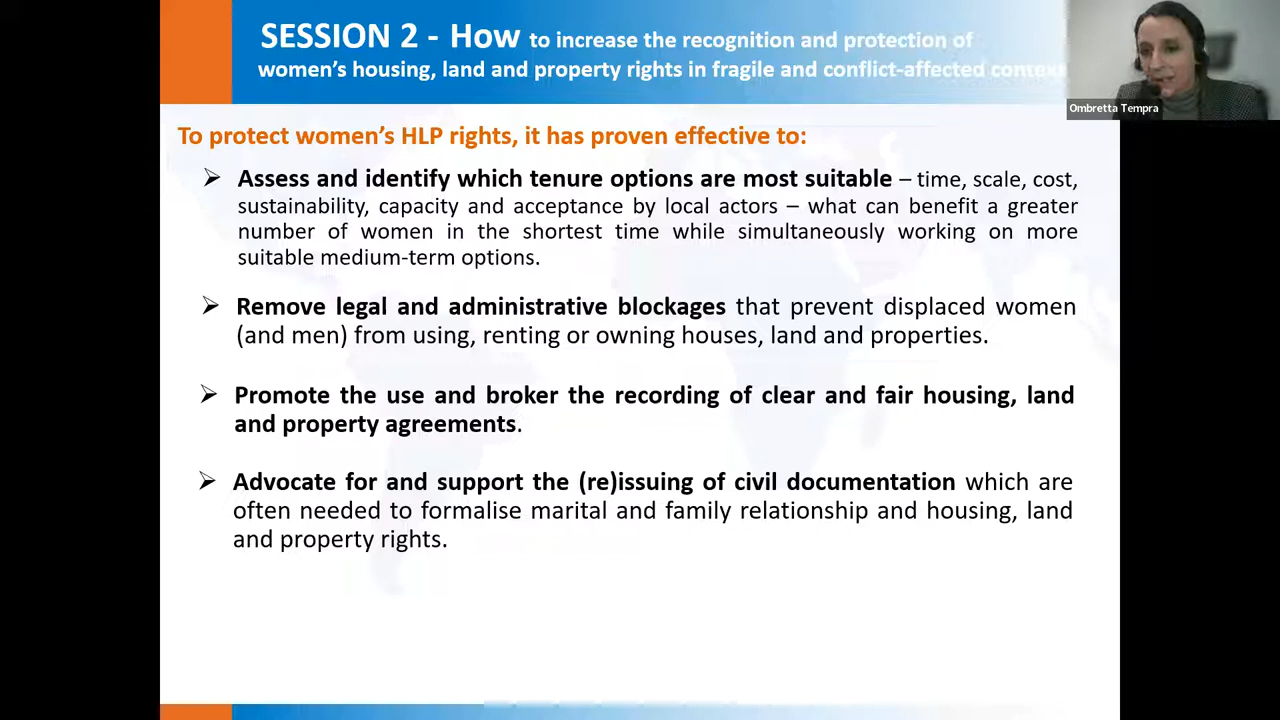 SESSION 2 - How to increase the recognition and protection of
women's housing, land and property rights in fragile and conflict-affected context
Ombretta Tempra
To protect women's HLP rights, it has proven effective to:
➢ Assess and identify which tenure options are most suitable – time, scale, cost,
sustainability, capacity and acceptance by local actors – what can benefit a greater
number of women in the shortest time while simultaneously working on more
suitable medium-term options.
➢ Remove legal and administrative blockages that prevent displaced women
(and men) from using, renting or owning houses, land and properties.
➢ Promote the use and broker the recording of clear and fair housing, land
and property agreements.
➢ Advocate for and support the (re)issuing of civil documentation which are
often needed to formalise marital and family relationship and housing, land
and property rights.